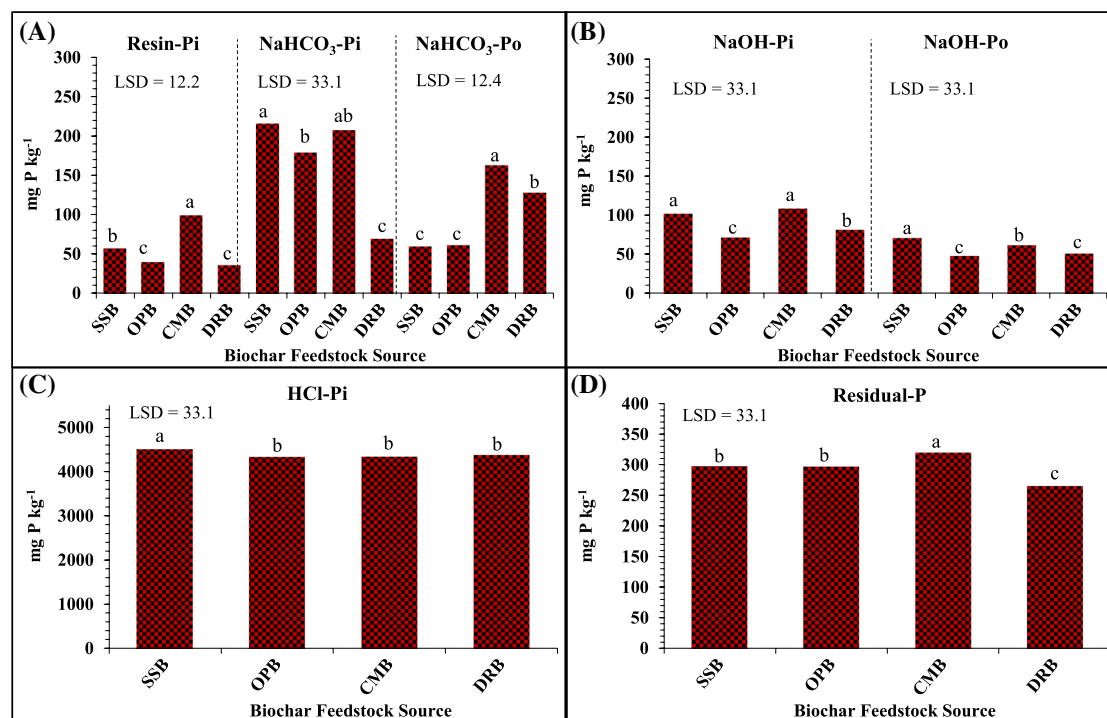 (A)
Resin-Pi NaHCO3-Pi NaHCO3-Po
LSD = 12.2 LSD = 33.1 LSD = 12.4
mg P kg-1
300
250
200
150
100
50
0
b c a c a b ab c c c a b
SSB OPB CMB DRB SSB OPB CMB DRB SSB OPB CMB DRB
Biochar Feedstock Source
(B)
NaOH-Pi NaOH-Po
LSD = 33.1 LSD = 33.1
mg P kg-1
300
250
200
150
100
50
0
a c a b a c b c
SSB OPB CMB DRB SSB OPB CMB DRB
Biochar Feedstock Source
(C)
HCl-Pi
LSD = 33.1
mg P kg-1
5000
4000
3000
2000
1000
0
a b b b
SSB OPB CMB DRB
Biochar Feedstock Source
(D)
Residual-P
LSD = 33.1
mg P kg-1
400
350
300
250
200
150
100
50
0
b b a c
SSB OPB CMB DRB
Biochar Feedstock Source